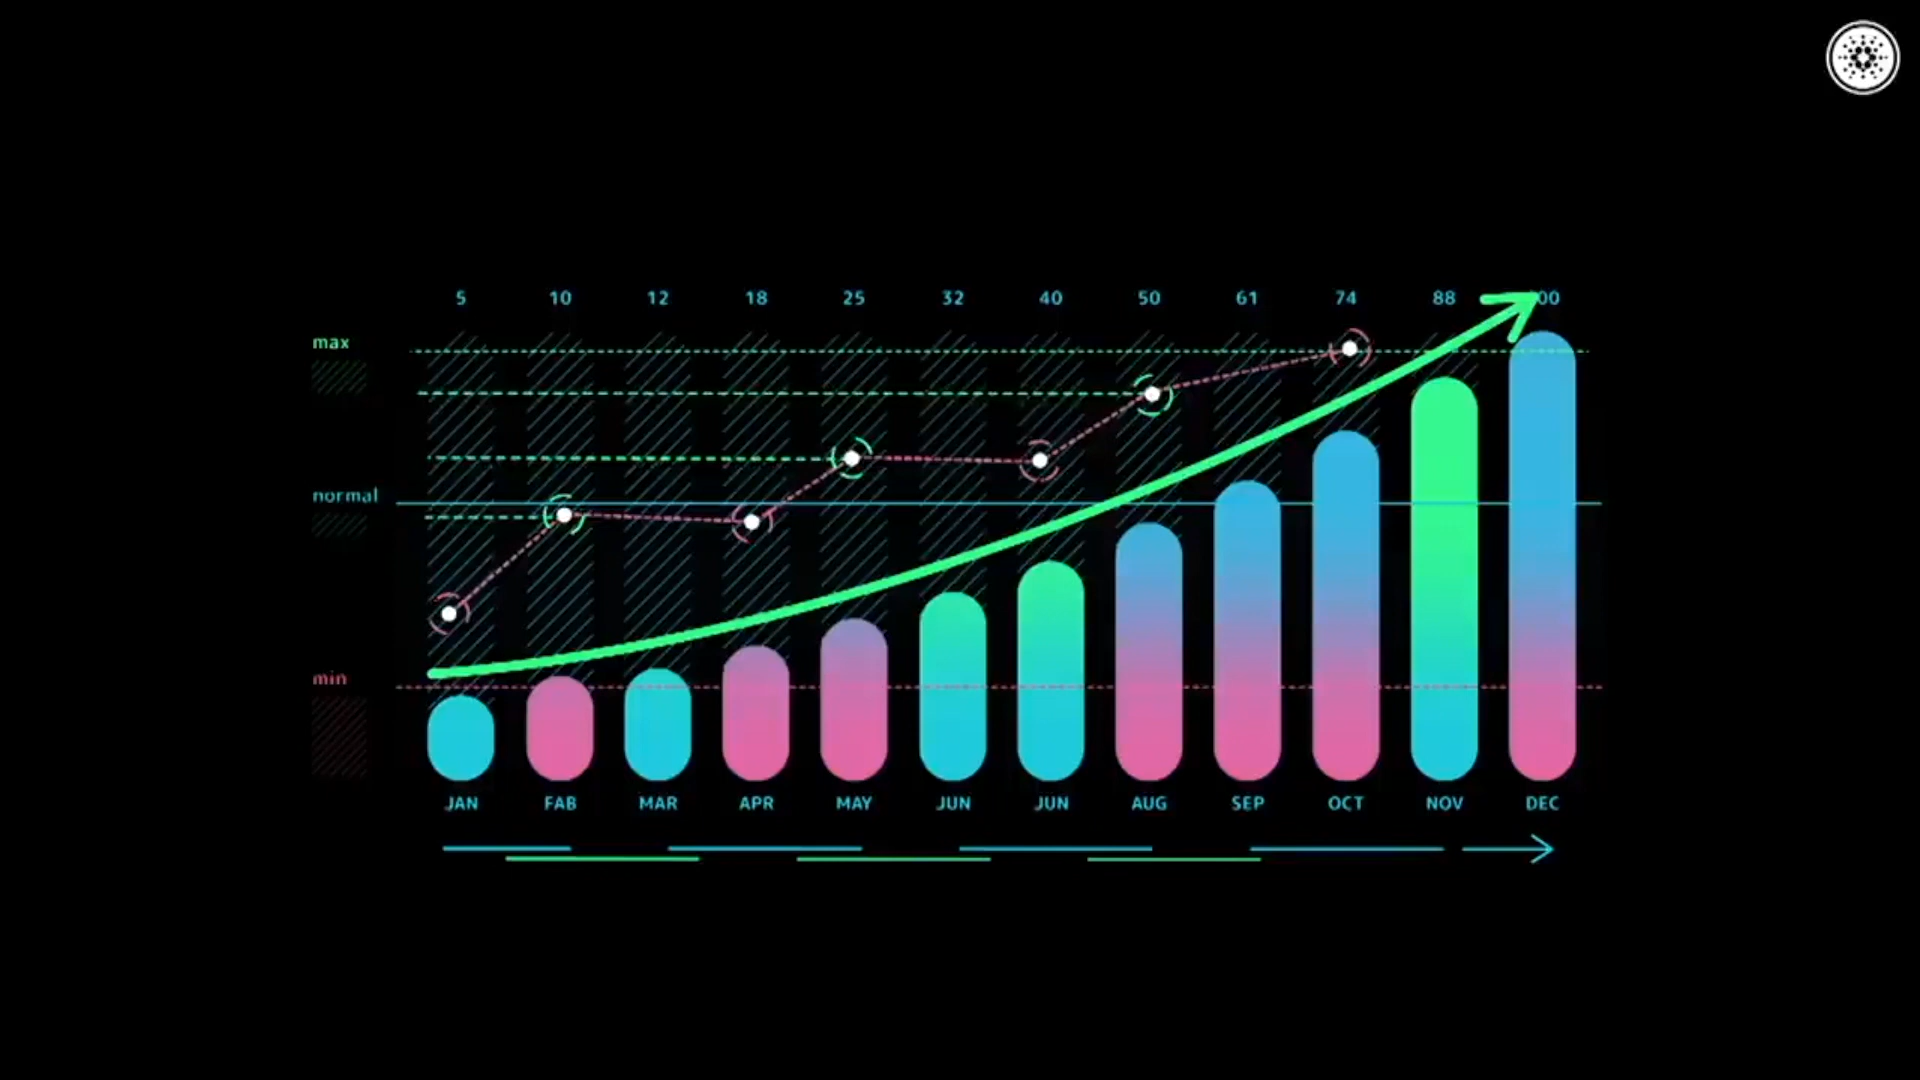 5 10 12 18 25 32 40 50 61 74 88 00
max
normal
min
JAN FAB MAR APR MAY JUN JUN AUG SEP OCT NOV DEC